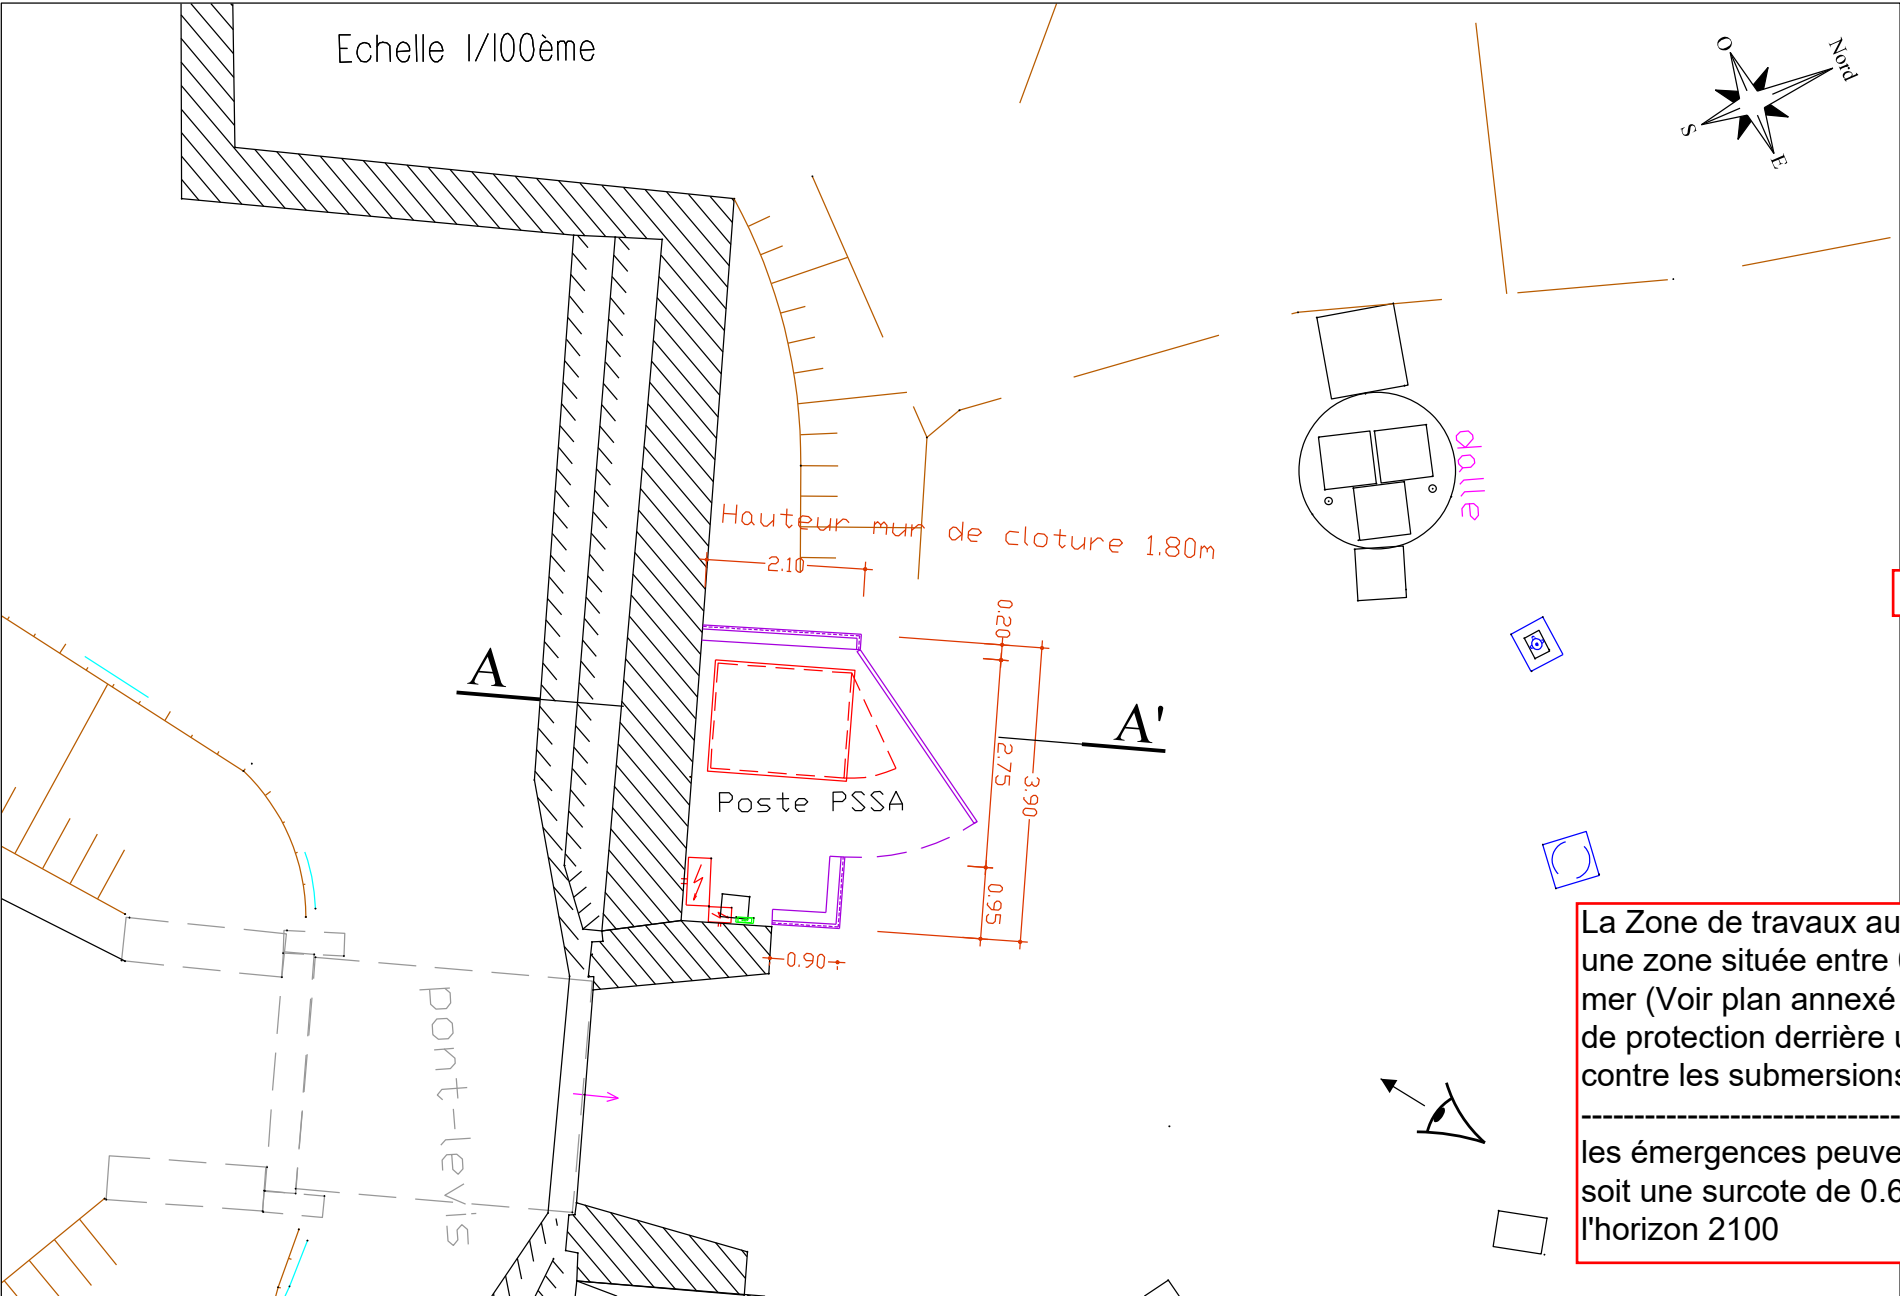 Echelle 1/100ème
O
Nord
S
E
dalle
Hauteur mur de cloture 1.80m
2.10
0.20
A
A'
2.75
3.90
Poste PSSA
0.95
0.90
pont-levis
La Zone de travaux au
une zone située entre
mer (Voir plan annexé
de protection derrière
contre les submersions
------------------------------
les émergences peuve
soit une surcote de 0.6
l'horizon 2100